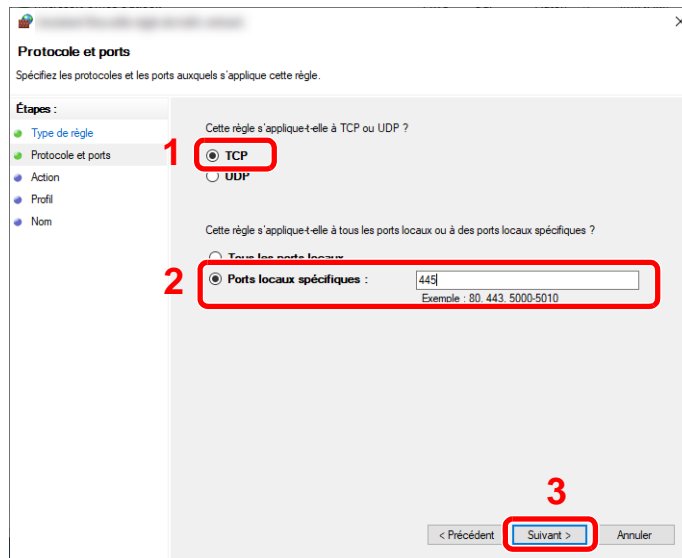 Protocole et ports
Spécifiez les protocoles et les ports auxquels s'applique cette règle.
Étapes :
Type de règle
Protocole et ports
Action
Profil
Nom
Cette règle s'applique-t-elle à TCP ou UDP ?
1
TCP
UDP
Cette règle s'applique-t-elle à tous les ports locaux ou à des ports locaux spécifiques ?
Tous les ports locaux
2
Ports locaux spécifiques :
445
Exemple : 80, 443, 5000-5010
3
< Précédent
Suivant >
Annuler